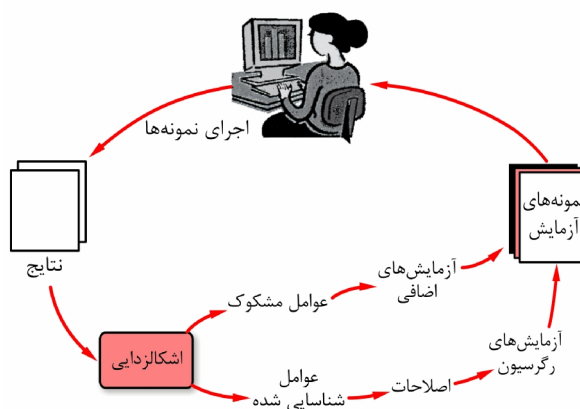 اجرای نمونه‌ها
نمونه‌های
آزمایش
نتایج
آزمایش‌های
اضافی
عوامل مشکوک
آزمایش‌های
رگرسیون
اشکالزدایی
عوامل
شناسایی شده
اصلاحات